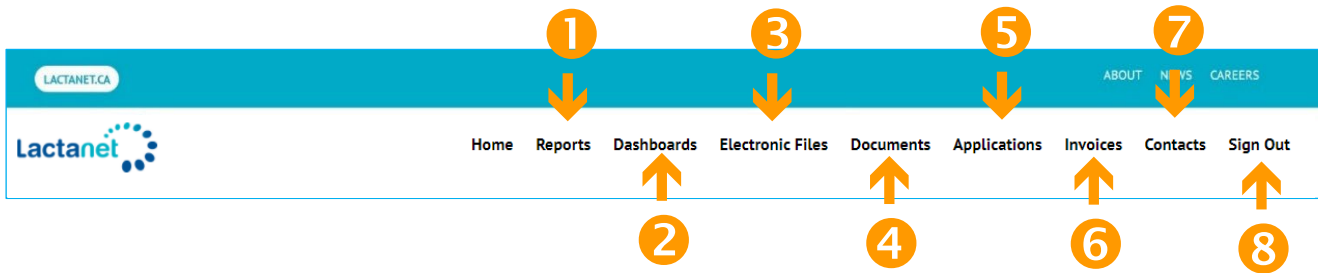 1 3 5 7
LACTANET.CA ABOUT NEWS CAREERS
Lactanet Home Reports Dashboards Electronic Files Documents Applications Invoices Contacts Sign Out
2 4 6 8